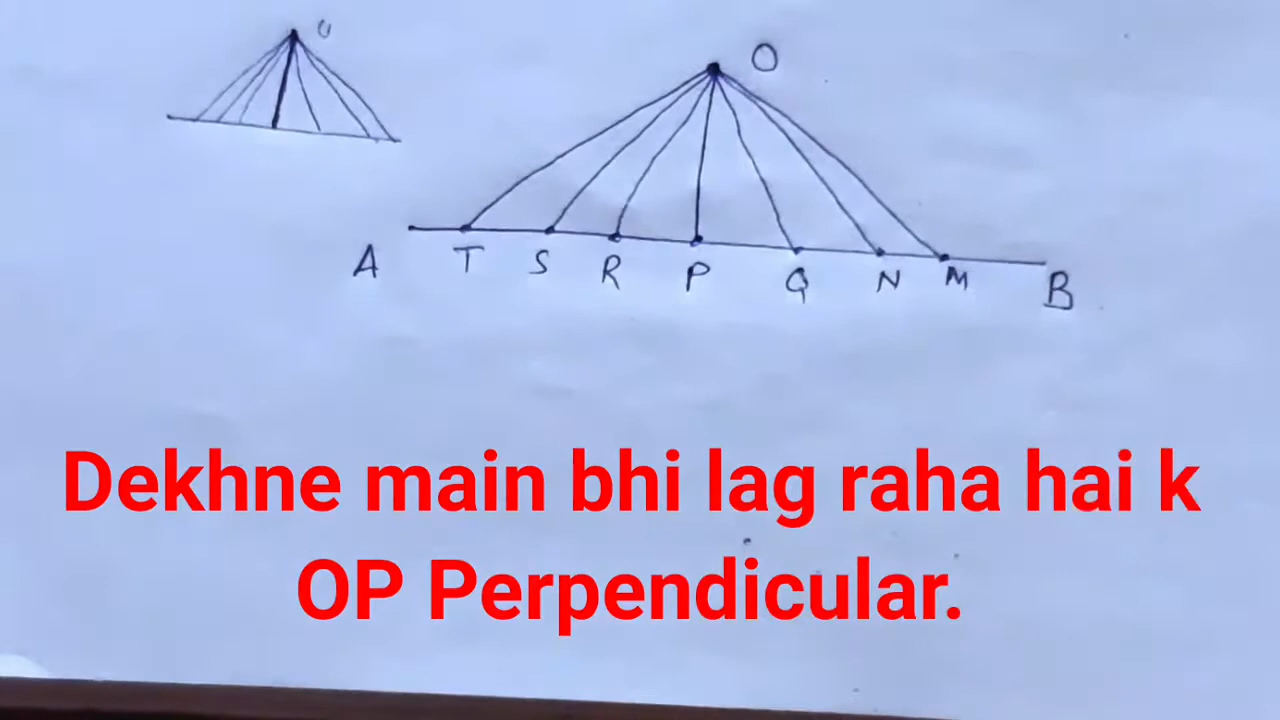 O
O
A T S R P Q N M B
Dekhne main bhi lag raha hai k
OP Perpendicular.